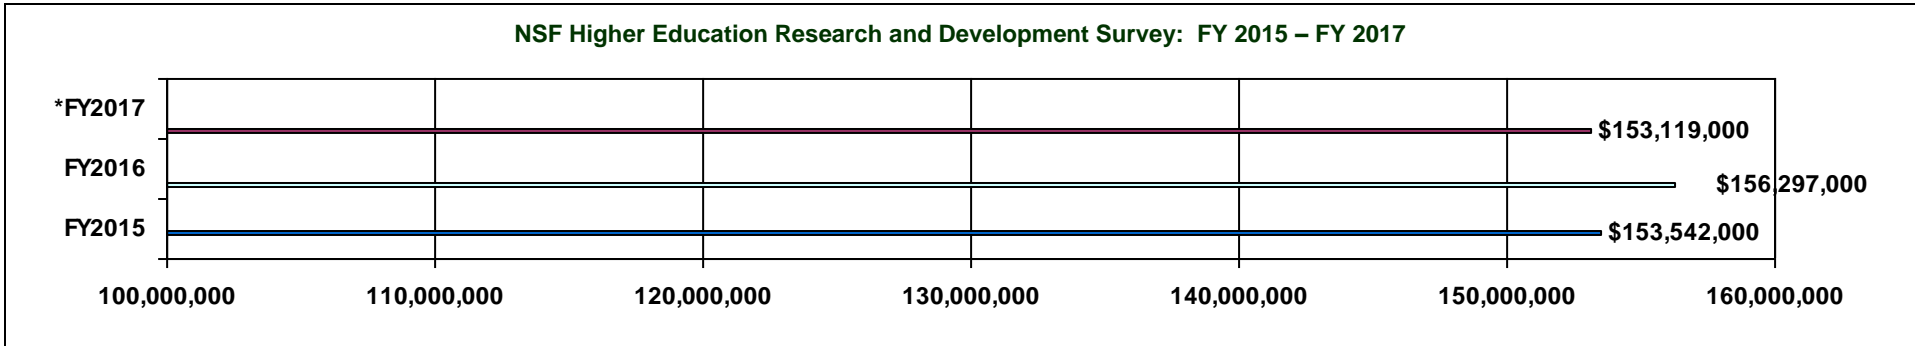 NSF Higher Education Research and Development Survey: FY 2015 – FY 2017
*FY2017
$153,119,000
FY2016
$156,297,000
FY2015
$153,542,000
100,000,000 110,000,000 120,000,000 130,000,000 140,000,000 150,000,000 160,000,000